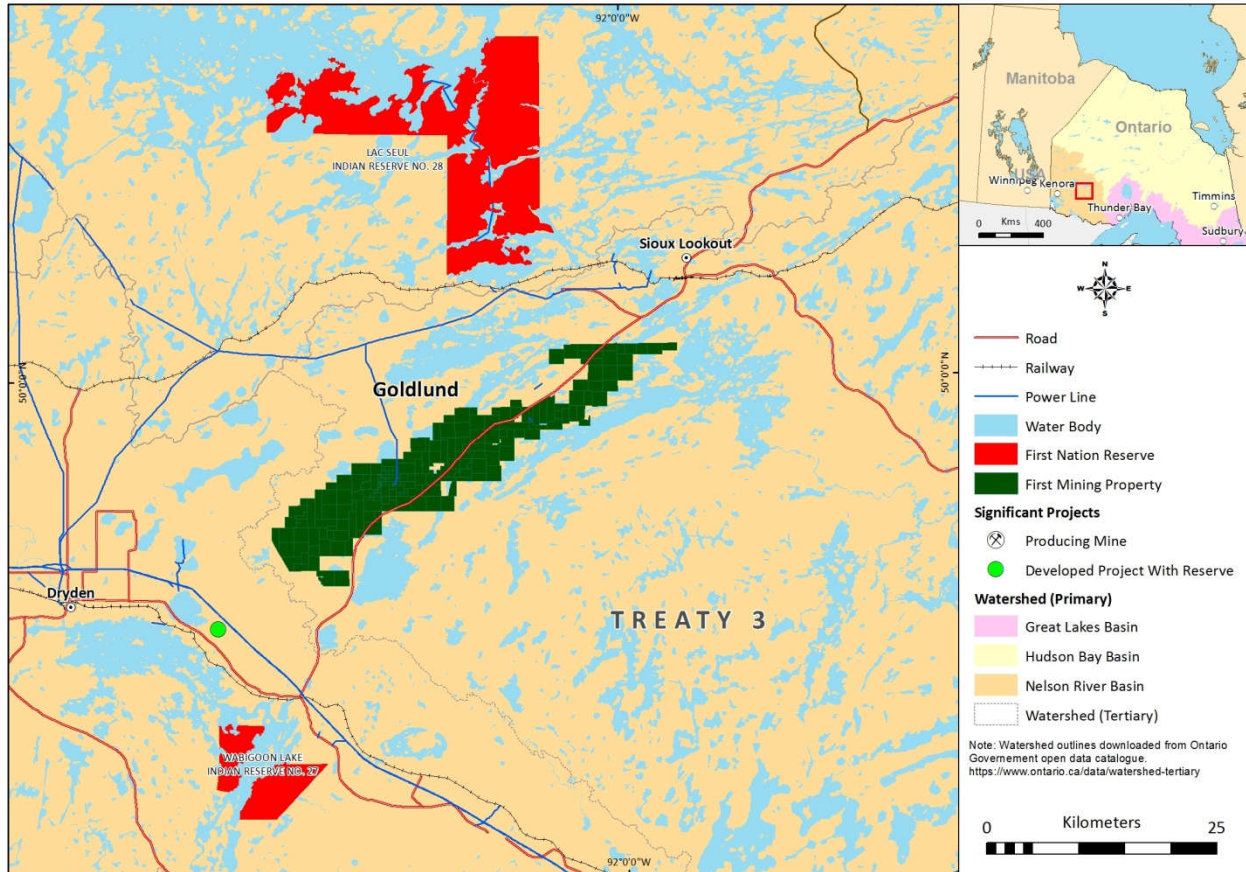 92°0'0"W
LAC SEUL
INDIAN RESERVE NO. 28
Sioux Lookout
50°0'0"N
50°0'0"N
Goldlund
Dryden
TREATY 3
WABIGOON LAKE
INDIAN RESERVE NO. 27
92°0'0"W
Manitoba
Ontario
USA
Winnipeg
Kenora
Thunder Bay
Timmins
Sudbury
0 Kms 400
N
W E
S
Road
Railway
Power Line
Water Body
First Nation Reserve
First Mining Property
Significant Projects
Producing Mine
Developed Project With Reserve
Watershed (Primary)
Great Lakes Basin
Hudson Bay Basin
Nelson River Basin
Watershed (Tertiary)
Note: Watershed outlines downloaded from Ontario
Governement open data catalogue.
https://www.ontario.ca/data/watershed-tertiary
Kilometers
0 25